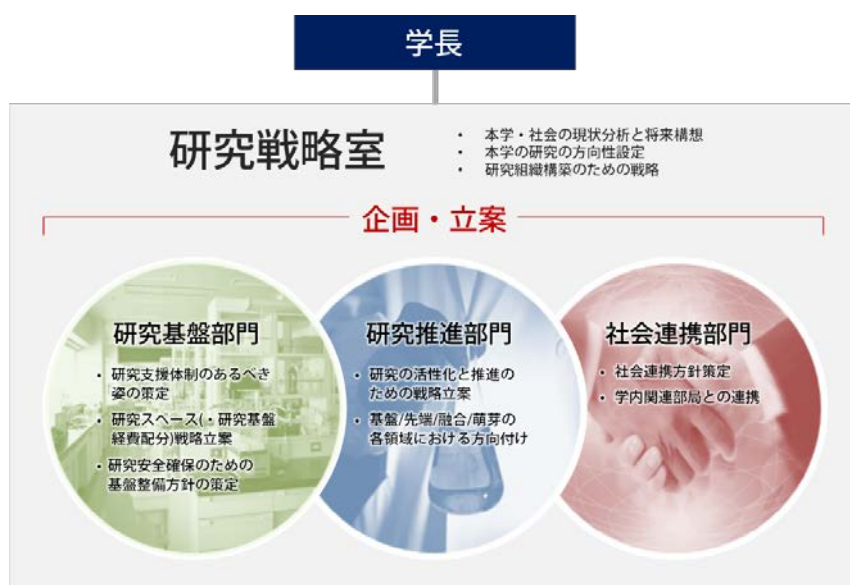 学長
研究戦略室
・ 本学・社会の現状分析と将来構想
・ 本学の研究の方向性設定
・ 研究組織構築のための戦略
企画・立案
研究基盤部門
・ 研究支援体制のあるべき
姿の策定
・ 研究スペース(・研究基盤
経費配分)戦略立案
・ 研究安全確保のための
基盤整備方針の策定
研究推進部門
・ 研究の活性化と推進の
ための戦略立案
・ 基盤/先端/融合/萌芽の
各領域における方向付け
社会連携部門
・ 社会連携方針策定
・ 学内関連部局との連携